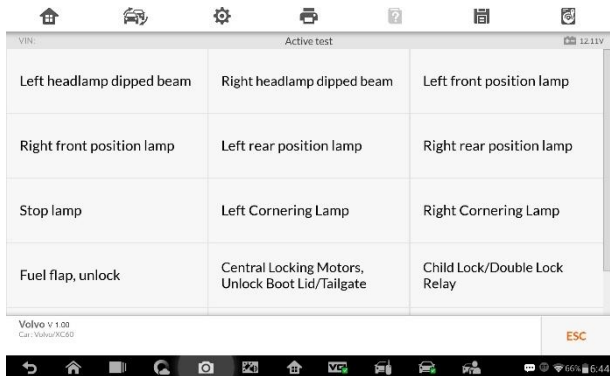 VIN:
Active test
12.11V
Left headlamp dipped beam
Right headlamp dipped beam
Left front position lamp
Right front position lamp
Left rear position lamp
Right rear position lamp
Stop lamp
Left Cornering Lamp
Right Cornering Lamp
Fuel flap, unlock
Central Locking Motors,
Unlock Boot Lid/Tailgate
Child Lock/Double Lock
Relay
Volvo V 1.00
Car: Volvo/XC60
ESC
66%
6:44